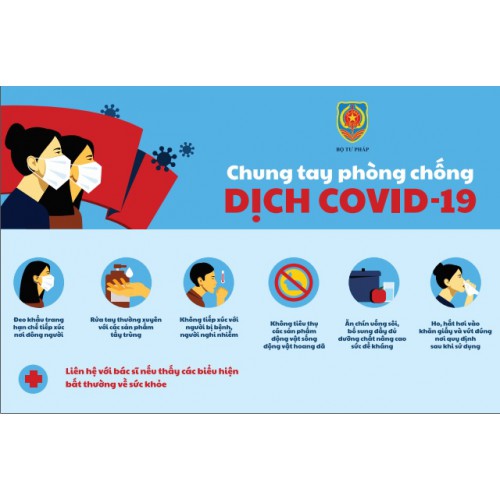 BỘ TƯ PHÁP
Chung tay phòng chống
DỊCH COVID-19
Đeo khẩu trang
hạn chế tiếp xúc
nơi đông người
Rửa tay thường xuyên
với các sản phẩm
tẩy trùng
Không tiếp xúc với
người bị bệnh,
người nghi nhiễm
Không tiêu thụ
các sản phẩm
động vật sống
động vật hoang dã
Ăn chín uống sôi,
bổ sung đầy đủ
dưỡng chất nâng cao
sức đề kháng
Ho, hắt hơi vào
khăn giấy và vứt đúng
nơi quy định
sau khi sử dụng
Liên hệ với bác sĩ nếu thấy các biểu hiện
bất thường về sức khỏe